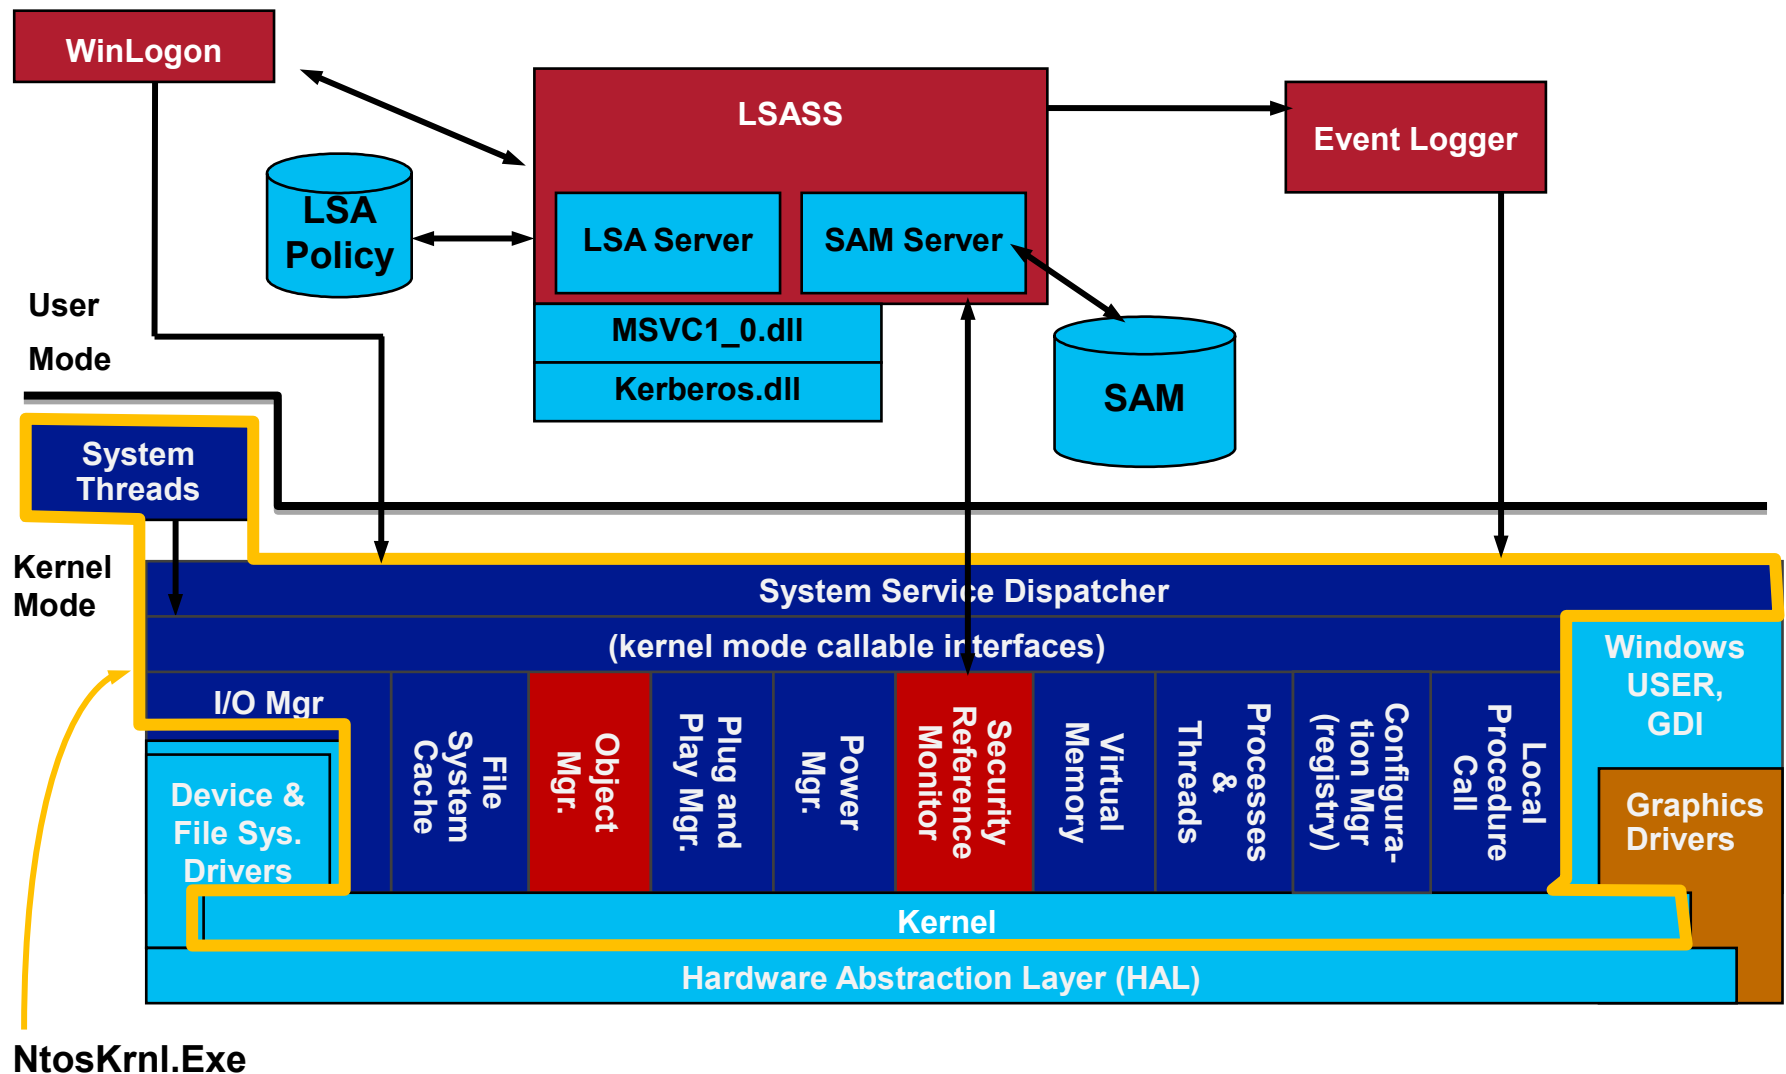 WinLogon
LSASS
Event Logger
LSA
Policy
LSA Server
SAM Server
User
Mode
MSVC1_0.dll
Kerberos.dll
SAM
System
Threads
Kernel
Mode
System Service Dispatcher
(kernel mode callable interfaces)
Windows
USER,
GDI
I/O Mgr
File
System
Cache
Object
Mgr.
Plug and
Play Mgr.
Power
Mgr.
Security
Reference
Monitor
Virtual
Memory
Processes
&
Threads
Configura-
tion Mgr
(registry)
Local
Procedure
Call
Device &
File Sys.
Drivers
Graphics
Drivers
Kernel
Hardware Abstraction Layer (HAL)
NtosKrnl.Exe